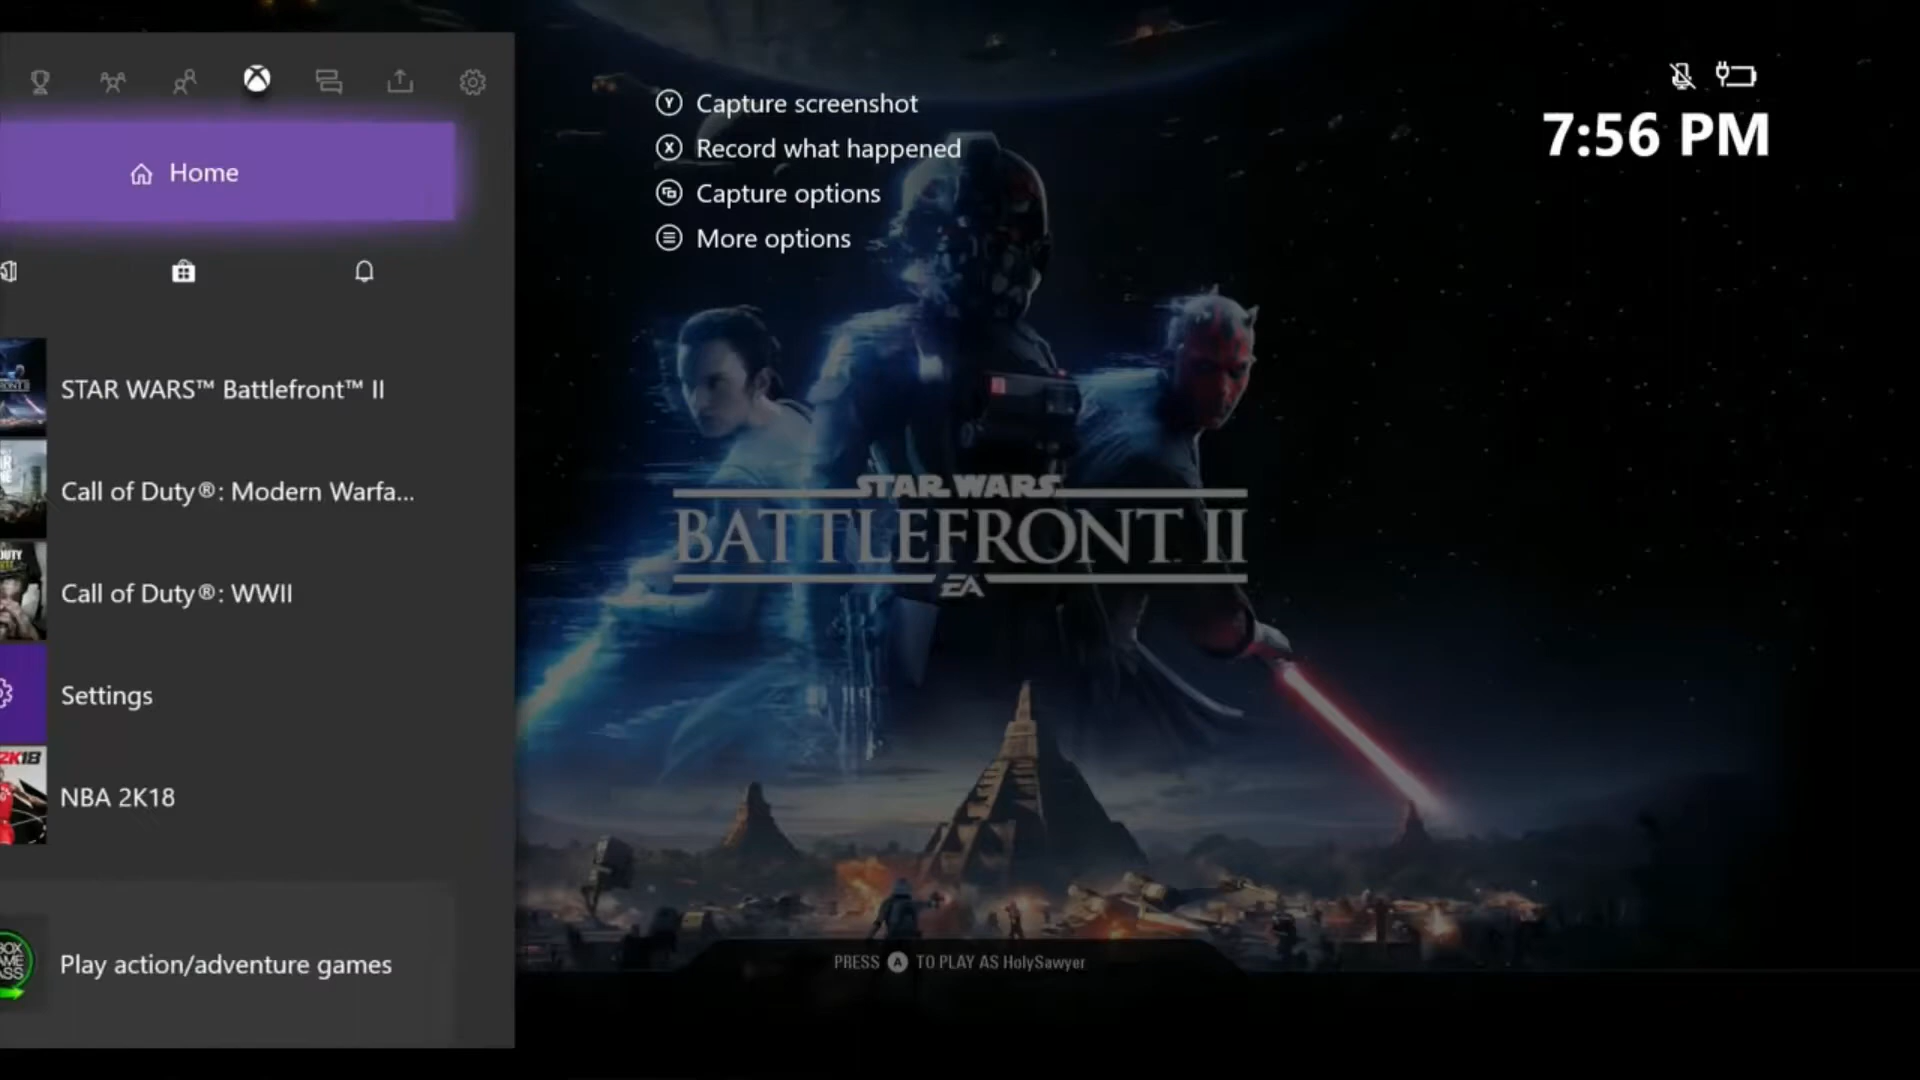 Home
STAR WARS™ Battlefront™ II
Call of Duty®: Modern Warfa...
Call of Duty®: WWII
Settings
2K18
NBA 2K18
Play action/adventure games
Y Capture screenshot
X Record what happened
Capture options
More options
7:56 PM
STAR WARS
BATTLEFRONT II
EA
PRESS A TO PLAY AS HolySawyer